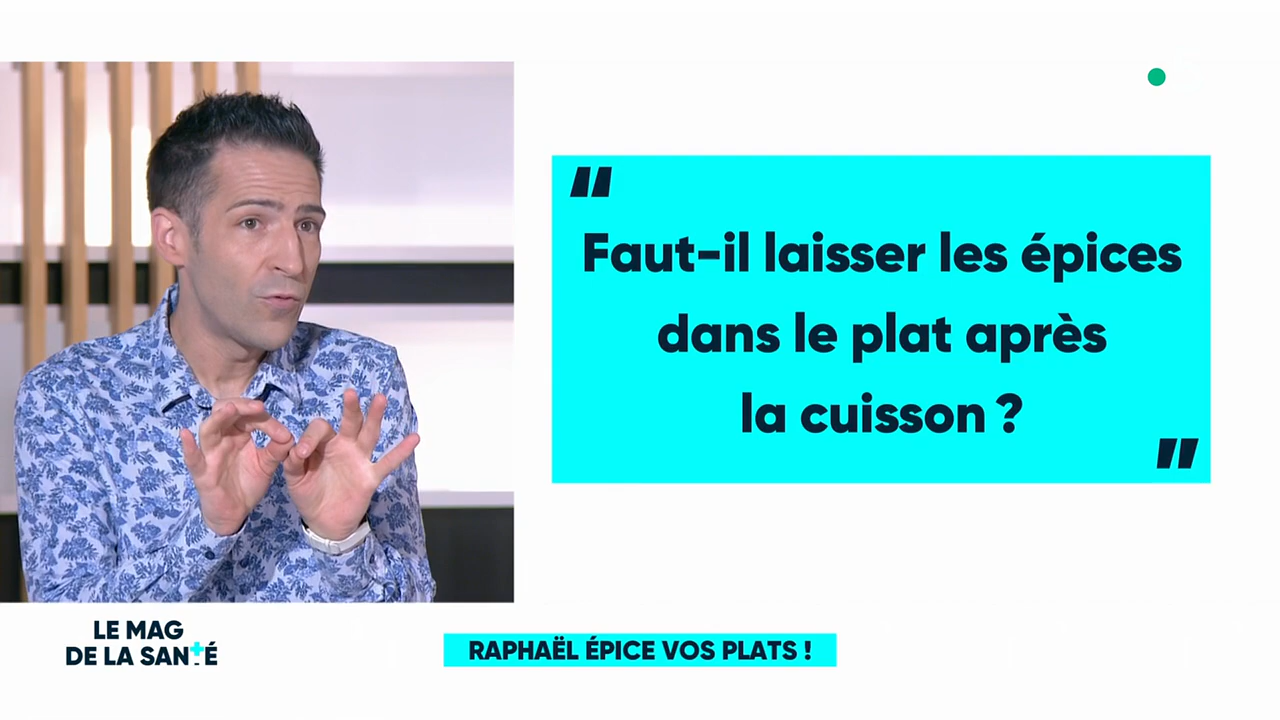 “
Faut-il laisser les épices
dans le plat après
la cuisson ?
”
LE MAG
DE LA SANTÉ
RAPHAËL ÉPICE VOS PLATS !